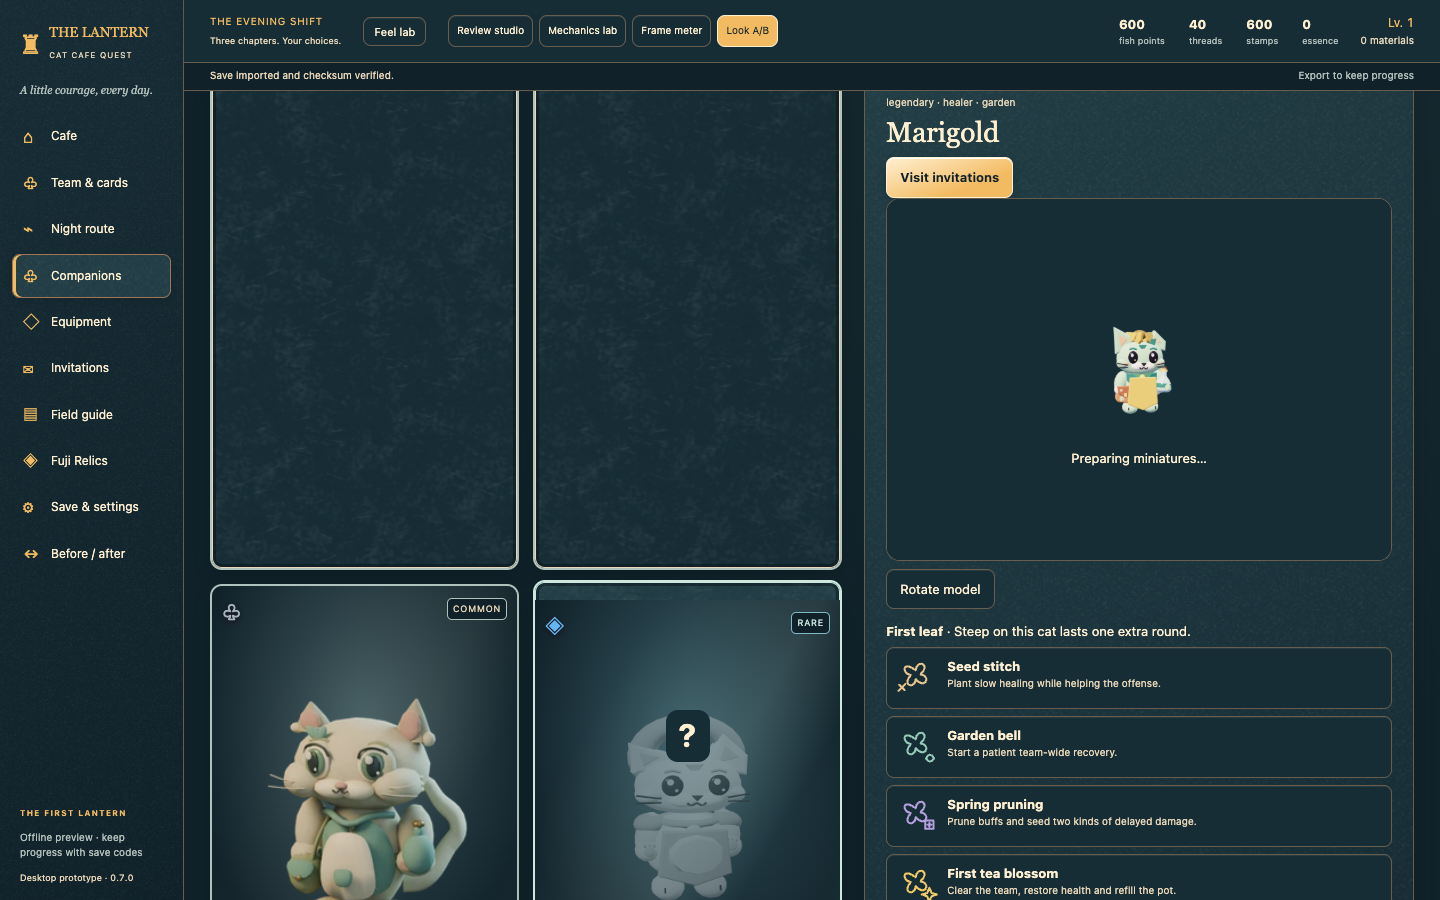 THE LANTERN
CAT CAFE QUEST
A little courage, every day.
Cafe
Team & cards
Night route
Companions
Equipment
Invitations
Field guide
Fuji Relics
Save & settings
Before / after
THE FIRST LANTERN
Offline preview · keep
progress with save codes
Desktop prototype · 0.7.0
THE EVENING SHIFT
Three chapters. Your choices.
Feel lab
Review studio
Mechanics lab
Frame meter
Look A/B
600
fish points
40
threads
600
stamps
0
essence
Lv. 1
0 materials
Save imported and checksum verified.
Export to keep progress
COMMON
RARE
?
legendary · healer · garden
Marigold
Visit invitations
Preparing miniatures...
Rotate model
First leaf · Steep on this cat lasts one extra round.
Seed stitch
Plant slow healing while helping the offense.
Garden bell
Start a patient team-wide recovery.
Spring pruning
Prune buffs and seed two kinds of delayed damage.
First tea blossom
Clear the team, restore health and refill the pot.